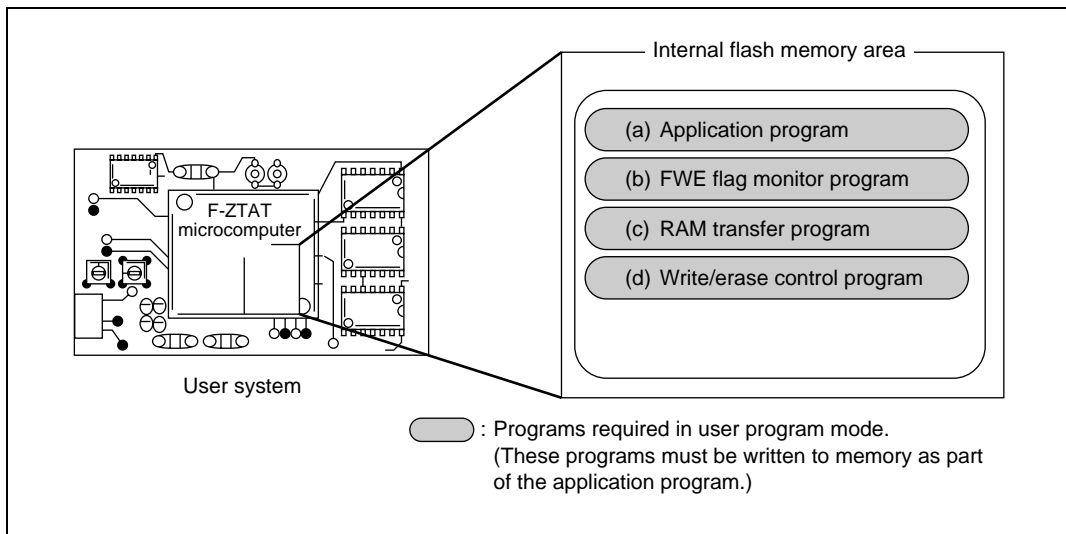 Internal flash memory area
(a) Application program
(b) FWE flag monitor program
(c) RAM transfer program
(d) Write/erase control program
F-ZTAT
microcomputer
User system
: Programs required in user program mode.
(These programs must be written to memory as part
of the application program.)